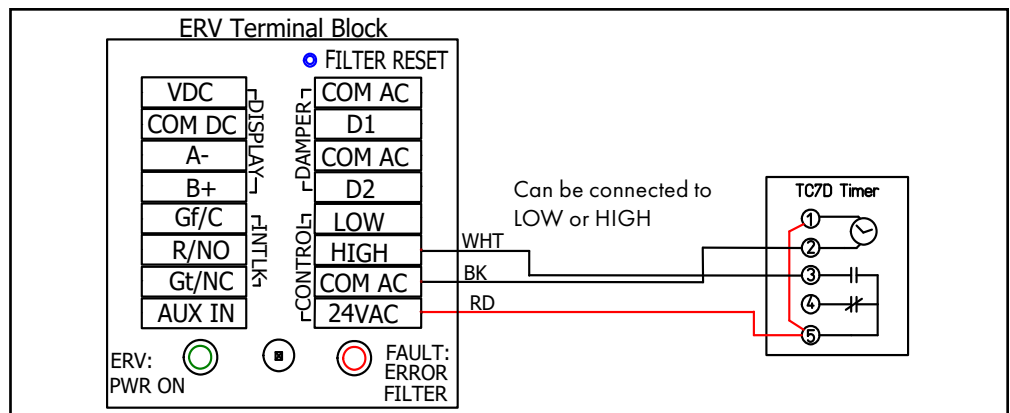 ERV Terminal Block
FILTER RESET
VDC
COM DC
A-
B+
Gf/C
R/NO
Gt/NC
AUX IN
DISPLAY
INTLK
COM AC
D1
COM AC
D2
LOW
HIGH
COM AC
24VAC
DAMPER
CONTROL
ERV:
PWR ON
FAULT:
ERROR
FILTER
Can be connected to
LOW or HIGH
WHT
BK
RD
TC7D Timer
1
2
3
4
5